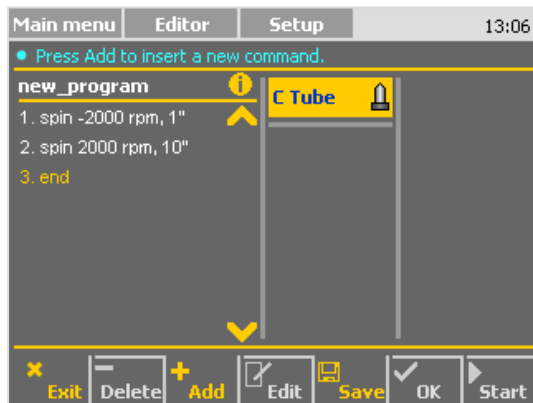 Main menu Editor Setup 13:06
• Press Add to insert a new command.
new_program i
C Tube
1. spin -2000 rpm, 1"
2. spin 2000 rpm, 10"
3. end
Exit Delete Add Edit Save OK Start